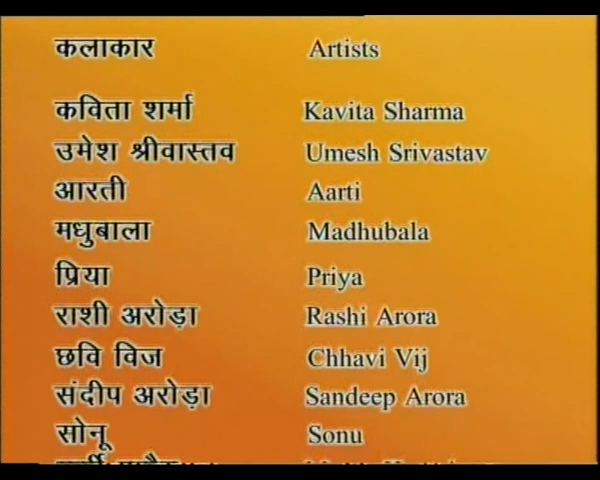 कलाकार Artists
कविता शर्मा Kavita Sharma
उमेश श्रीवास्तव Umesh Srivastav
आरती Aarti
मधुबाला Madhubala
प्रिया Priya
राशी अरोड़ा Rashi Arora
छवि विज Chhavi Vij
संदीप अरोड़ा Sandeep Arora
सोनू Sonu